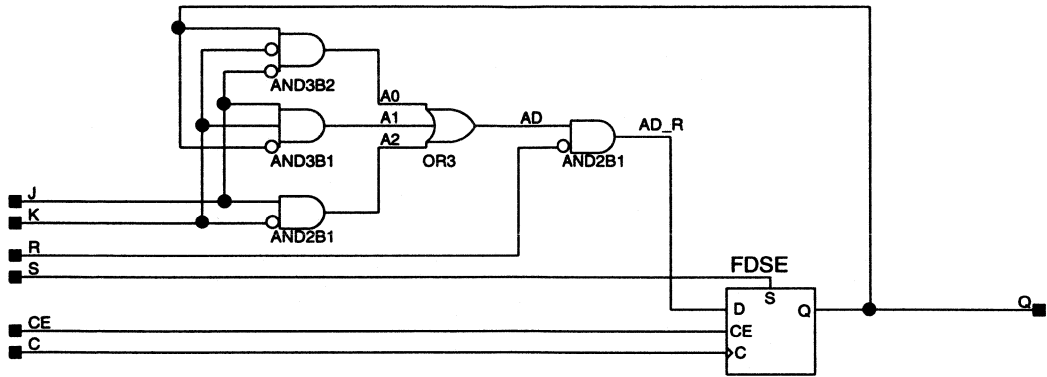 AND3B2
A0
A1
AD
AD_R
AND3B1
A2
OR3
AND2B1
J
K
AND2B1
R
S
FDSE
S
D
Q
Q
CE
CE
C
C